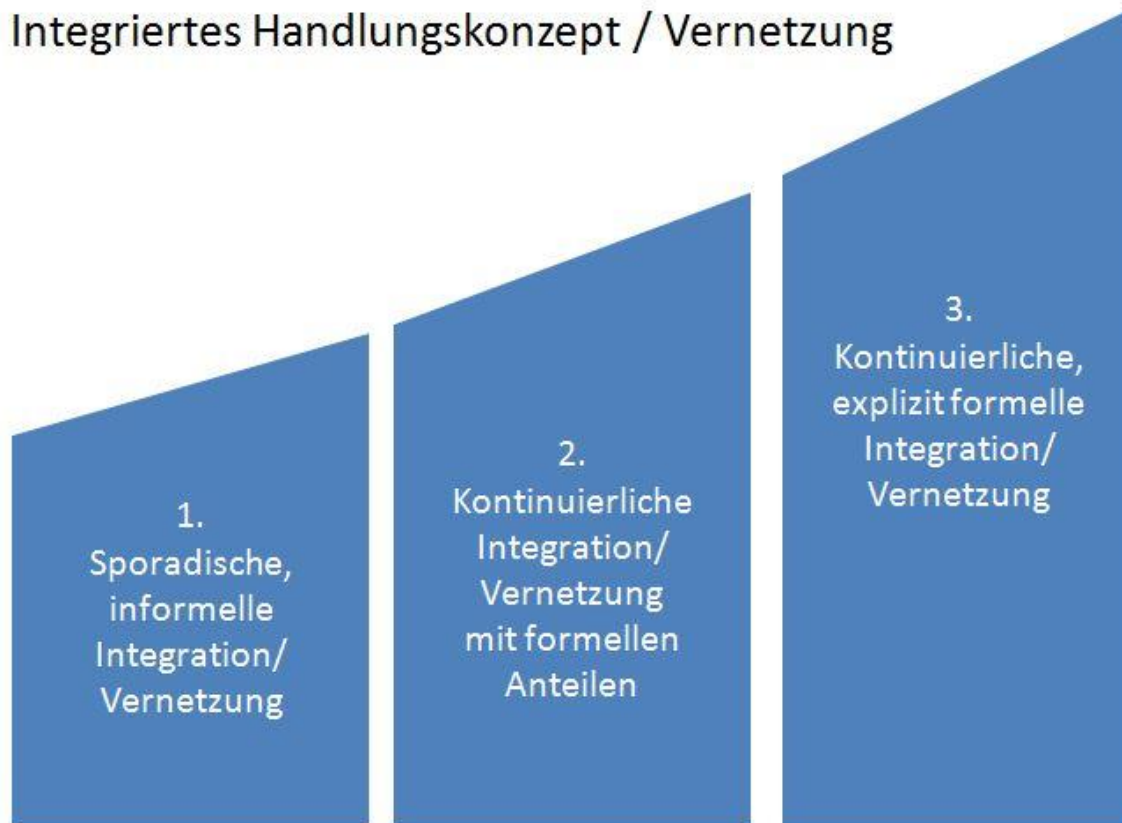 Integriertes Handlungskonzept / Vernetzung
1.
Sporadische,
informelle
Integration/
Vernetzung
2.
Kontinuierliche
Integration/
Vernetzung
mit formellen
Anteilen
3.
Kontinuierliche,
explizit formelle
Integration/
Vernetzung